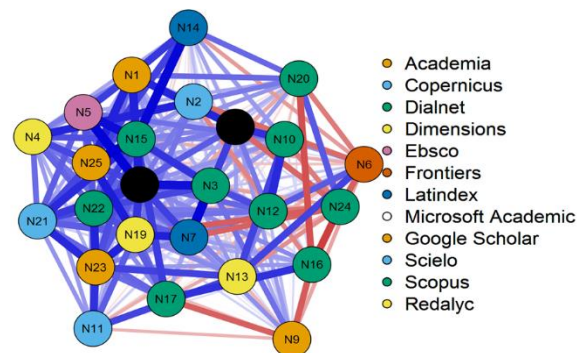 N14
N1
N20
N5
N2
N4
N15
N10
N25
N6
N3
N21
N22
N12
N24
N19
N7
N23
N13
N16
N17
N11
N9
Academia
Copernicus
Dialnet
Dimensions
Ebsco
Frontiers
Latindex
Microsoft Academic
Google Scholar
Scielo
Scopus
Redalyc